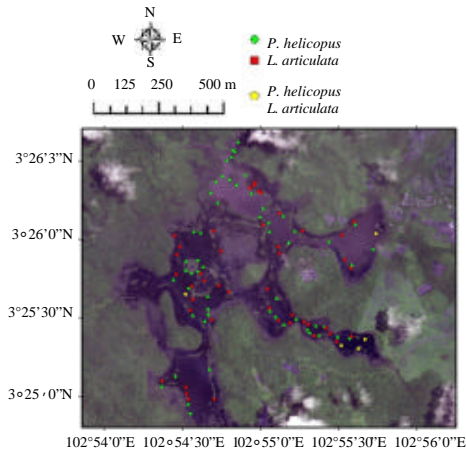 N
W E
S
0 125 250 500 m
P. helicopus
L. articulata
P. helicopus
L. articulata
3°26'3"N
3°26'0"N
3°25'30"N
3°25'0"N
102°54'0"E 102°54'30"E 102°55'0"E 102°55'30"E 102°56'0"E